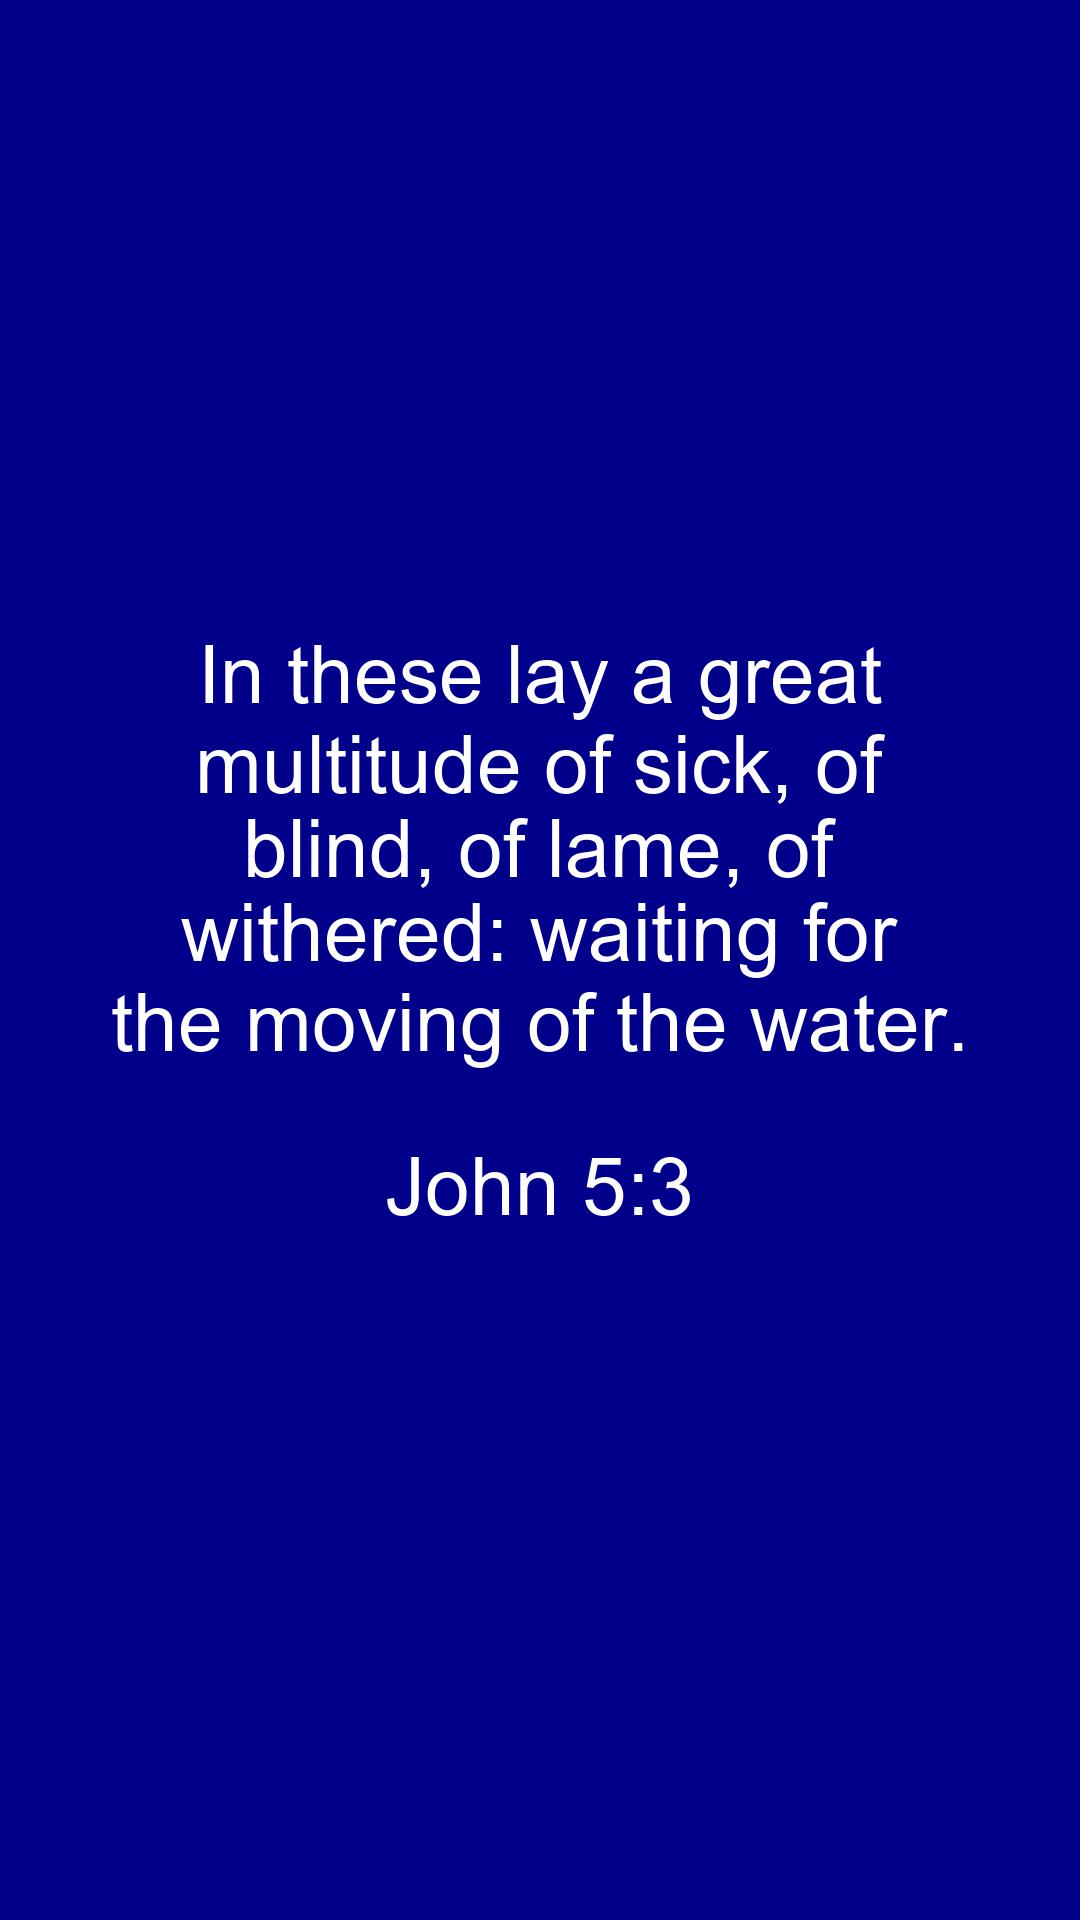 In these lay a great
multitude of sick, of
blind, of lame, of
withered: waiting for
the moving of the water.
John 5:3